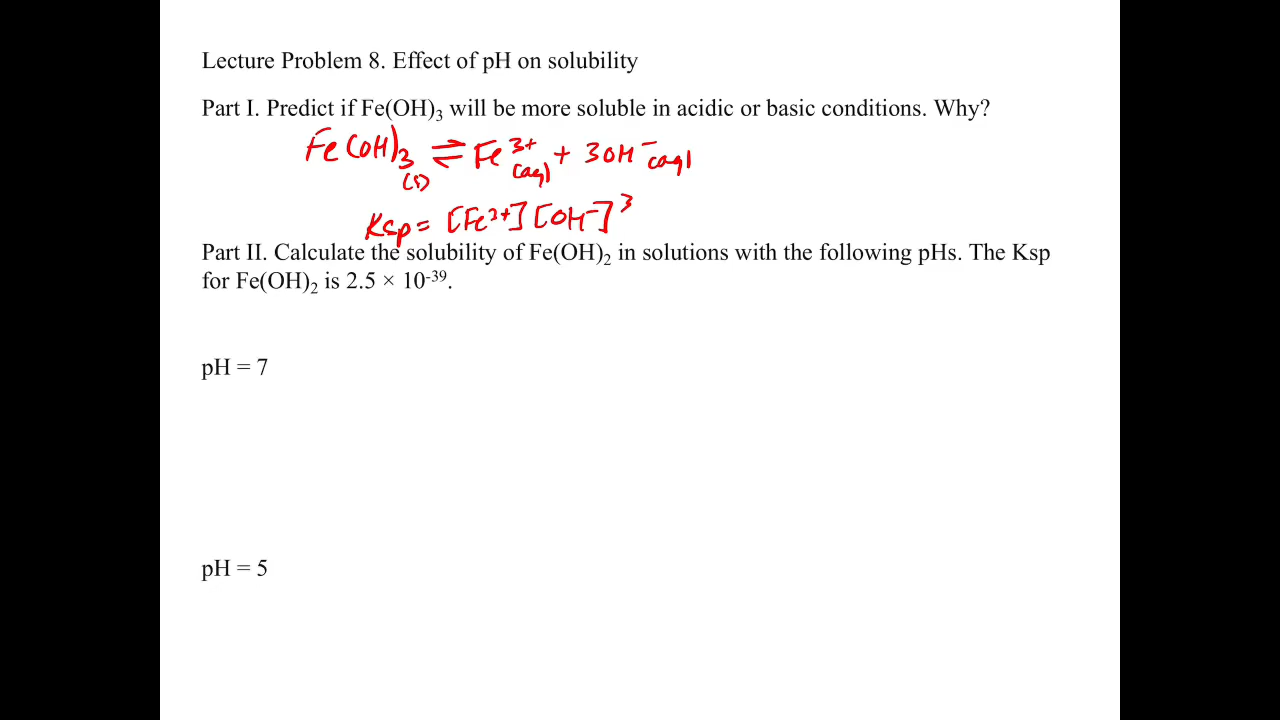 Lecture Problem 8. Effect of pH on solubility
Part I. Predict if Fe(OH)₃ will be more soluble in acidic or basic conditions. Why?
Fe(OH)₃(s) ⇌ Fe³⁺(aq) + 3OH⁻(aq)
Ksp = [Fe³⁺][OH⁻]³
Part II. Calculate the solubility of Fe(OH)₂ in solutions with the following pHs. The Ksp
for Fe(OH)₂ is 2.5 × 10⁻³⁹.
pH = 7
pH = 5